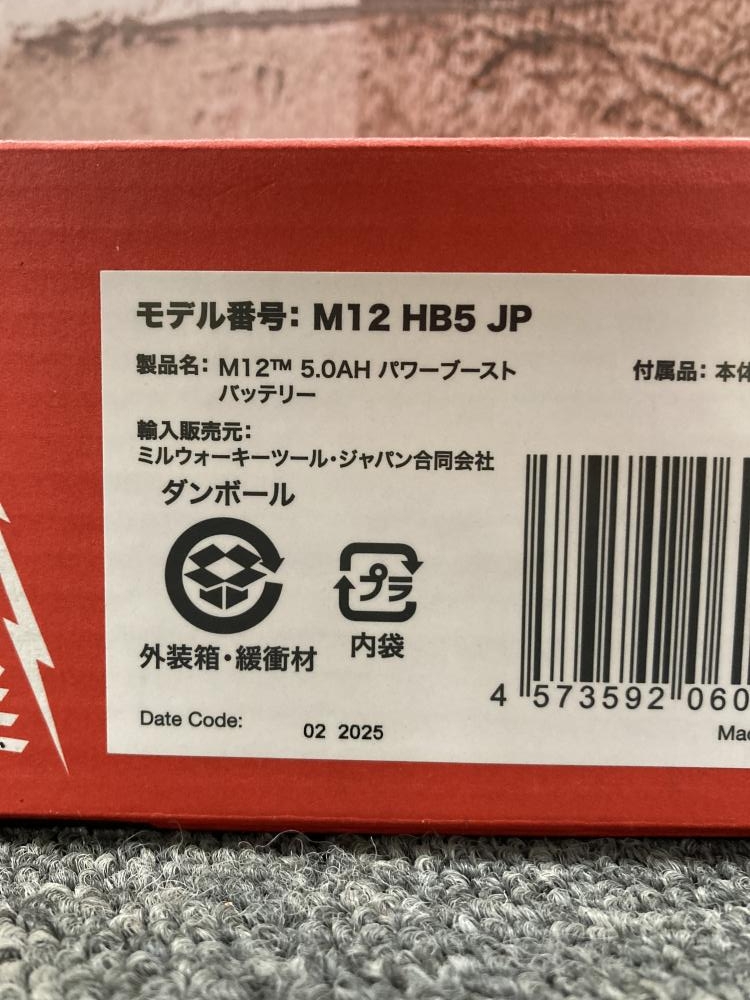 モデル番号: M12 HB5 JP
製品名: M12™ 5.0AH パワーブースト
バッテリー
付属品: 本体
輸入販売元:
ミルウォーキーツール・ジャパン合同会社
ダンボール
プラ
外装箱・緩衝材
内袋
4 573592 060
Date Code: 02 2025